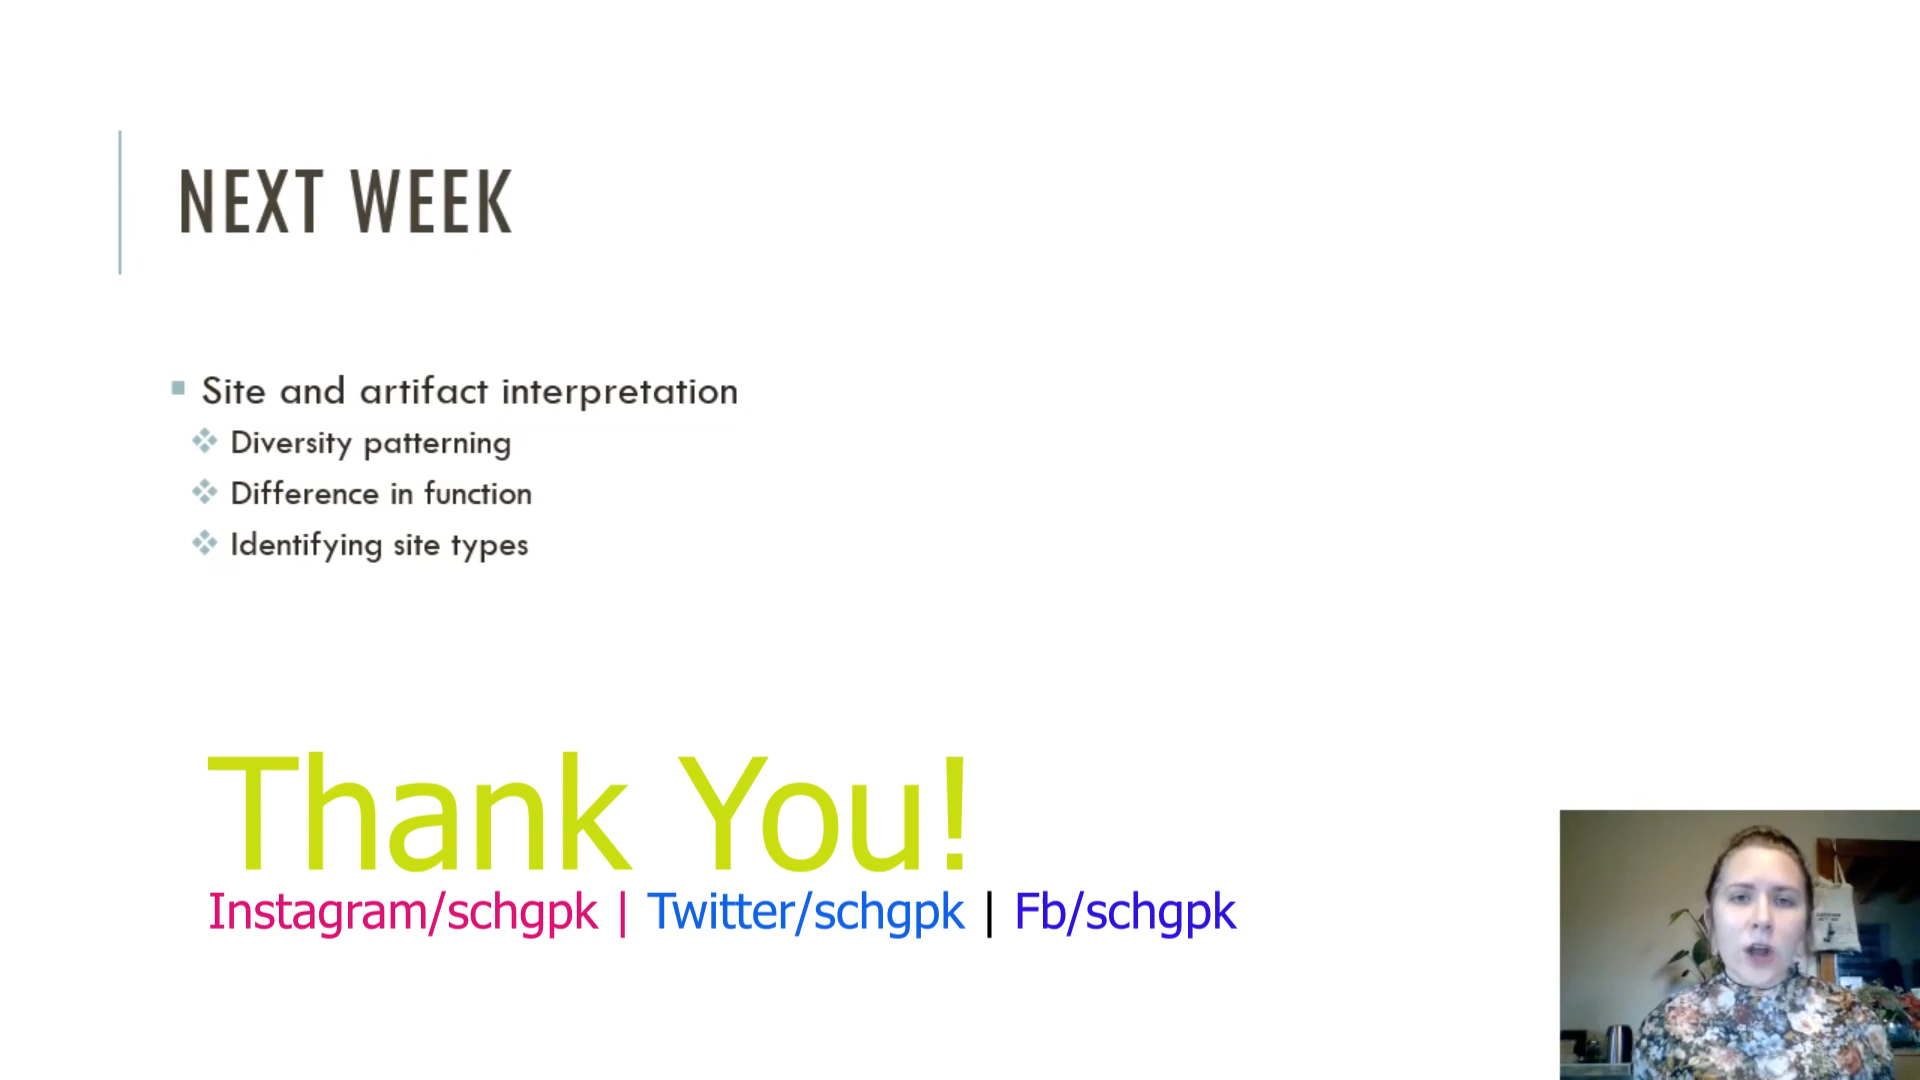 NEXT WEEK
Site and artifact interpretation
Diversity patterning
Difference in function
Identifying site types
Thank You!
Instagram/schgpk | Twitter/schgpk | Fb/schgpk